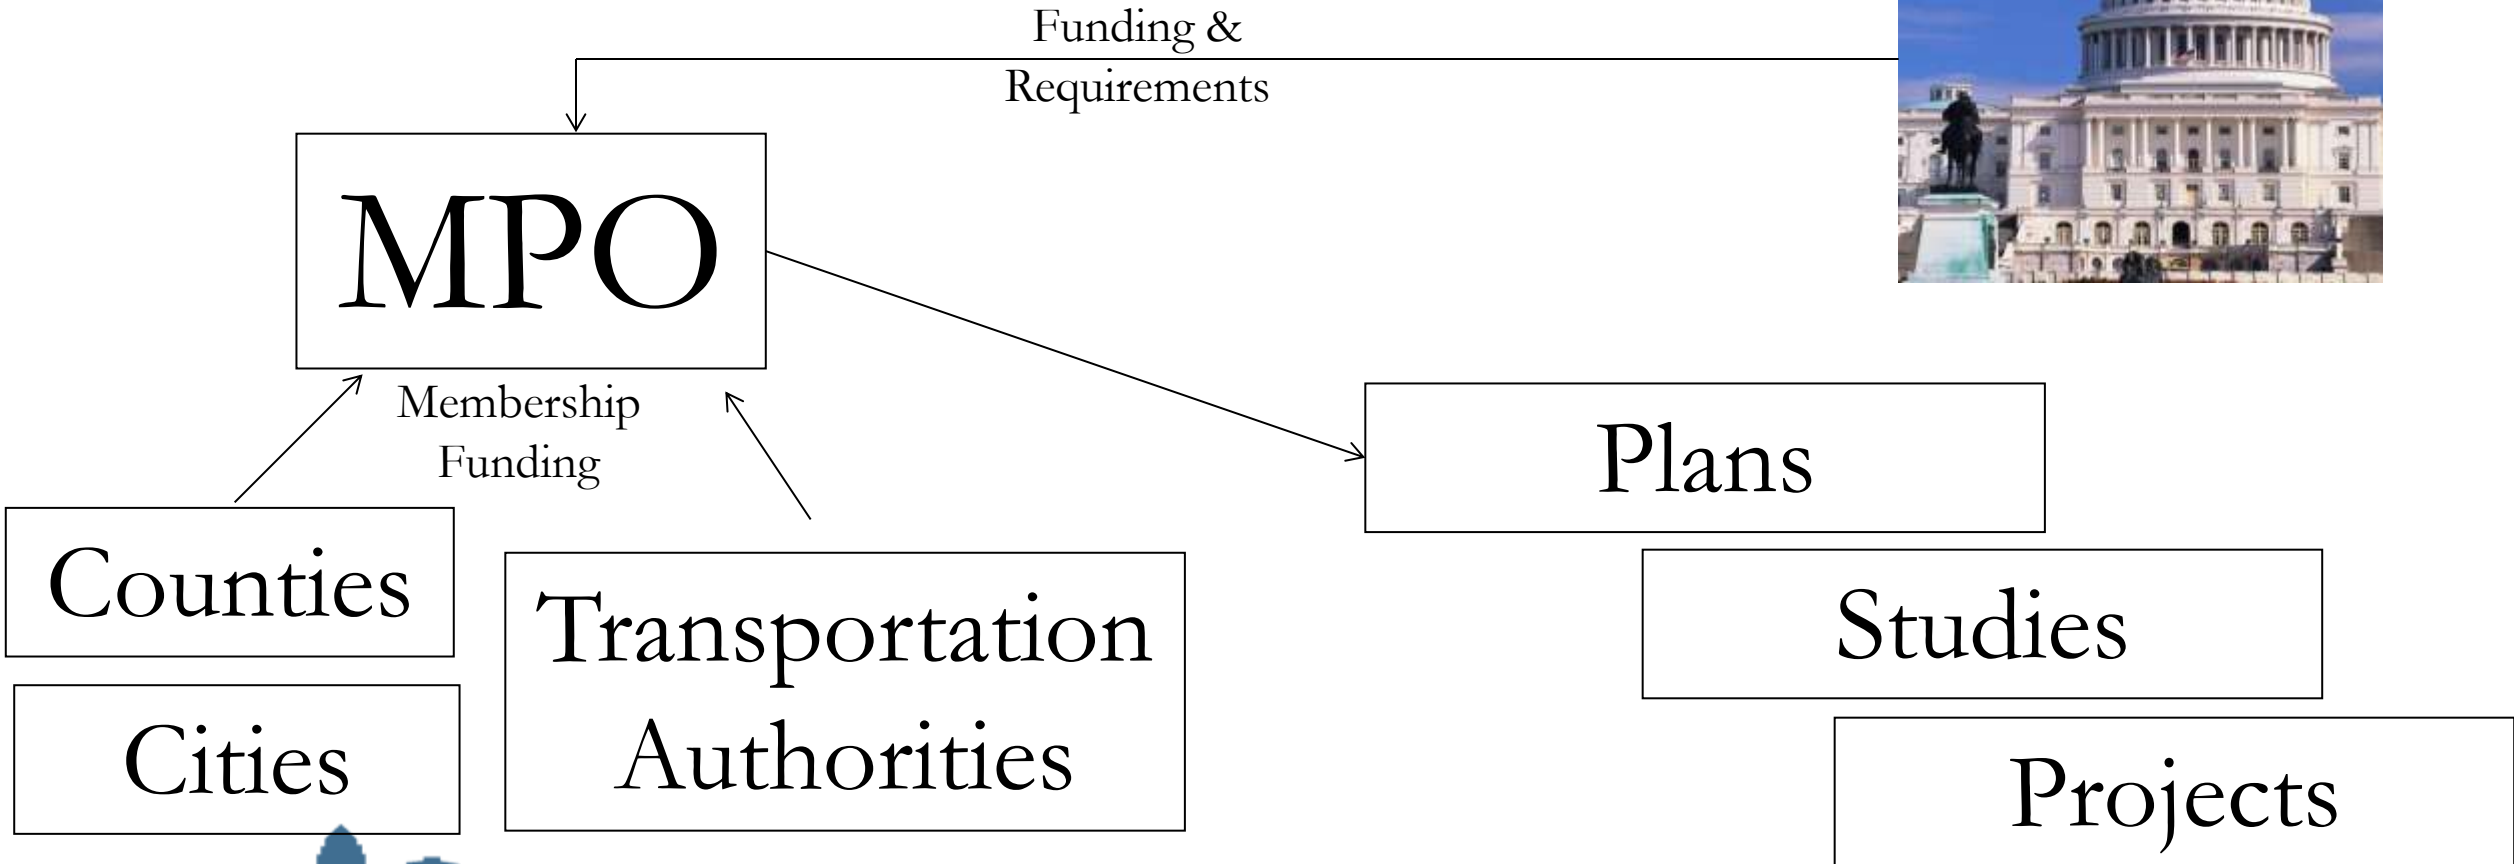 Funding &
Requirements
MPO
Membership
Funding
Plans
Counties
Studies
Transportation
Authorities
Cities
Projects